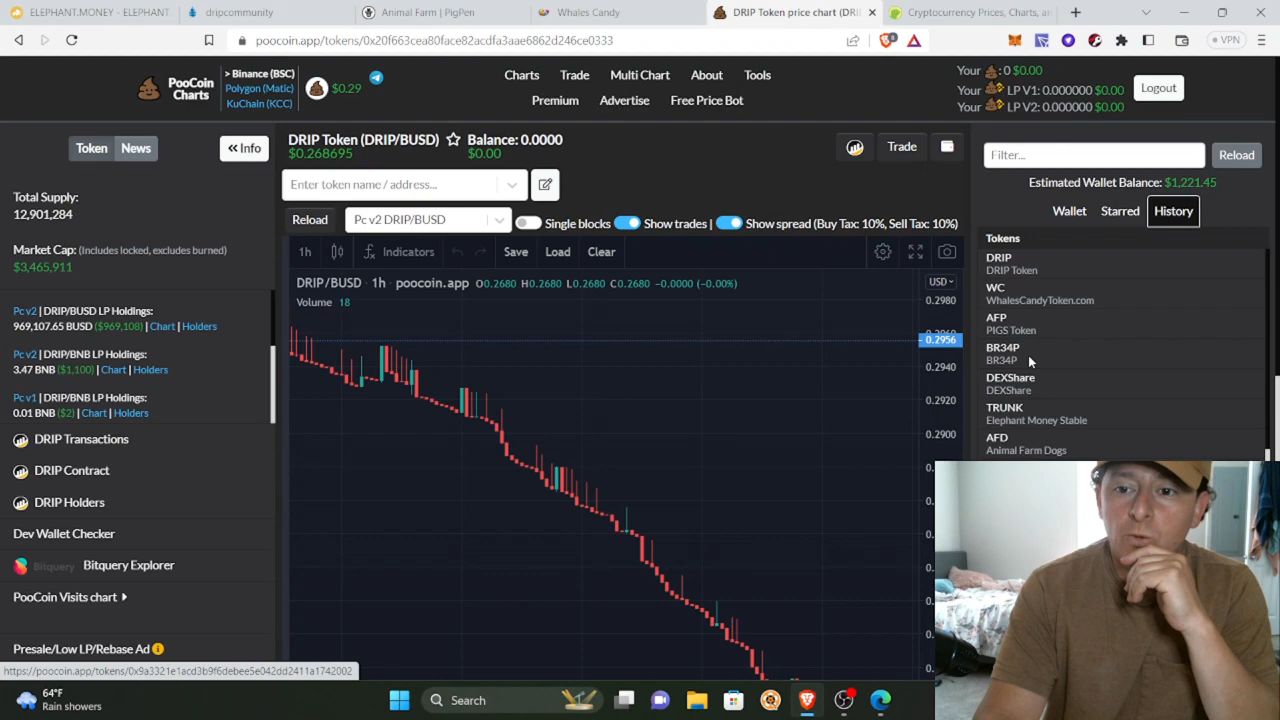 ELEPHANT.MONEY - ELEPHANT
dripcommunity
Animal Farm | PigPen
Whales Candy
DRIP Token price chart (DRI
Cryptocurrency Prices, Charts, an
poocoin.app/tokens/0x20f663cea80face82acdfa3aae6862d246ce0333
VPN
PooCoin
Charts
> Binance (BSC)
Polygon (Matic)
KuChain (KCC)
$0.29
Charts
Trade
Multi Chart
About
Tools
Premium
Advertise
Free Price Bot
Your : 0 $0.00
Your LP V1: 0.000000 $0.00
Your LP V2: 0.000000 $0.00
Logout
Token
News
Info
Total Supply:
12,901,284
Market Cap: (Includes locked, excludes burned)
$3,465,911
Pc v2 | DRIP/BUSD LP Holdings:
969,107.65 BUSD ($969,108) | Chart | Holders
Pc v2 | DRIP/BNB LP Holdings:
3.47 BNB ($1,100) | Chart | Holders
Pc v1 | DRIP/BNB LP Holdings:
0.01 BNB ($2) | Chart | Holders
DRIP Transactions
DRIP Contract
DRIP Holders
Dev Wallet Checker
Bitquery
Bitquery Explorer
PooCoin Visits chart
Presale/Low LP/Rebase Ad
https://poocoin.app/tokens/0x9a3321e1acd3b9f6debee5e042dd2411a1742002
DRIP Token (DRIP/BUSD)
Balance: 0.0000
$0.268695
$0.00
Trade
Enter token name / address...
Reload
Pc v2 DRIP/BUSD
Single blocks
Show trades |
Show spread (Buy Tax: 10%, Sell Tax: 10%)
1h
Indicators
Save
Load
Clear
DRIP/BUSD · 1h · poocoin.app O0.2680 H0.2680 L0.2680 C0.2680 −0.0000 (−0.00%)
Volume 18
USD
0.2980
0.2956
0.2940
0.2920
0.2900
Filter...
Reload
Estimated Wallet Balance: $1,221.45
Wallet
Starred
History
Tokens
DRIP
DRIP Token
WC
WhalesCandyToken.com
AFP
PIGS Token
BR34P
BR34P
DEXShare
DEXShare
TRUNK
Elephant Money Stable
AFD
Animal Farm Dogs
64°F
Rain showers
Search